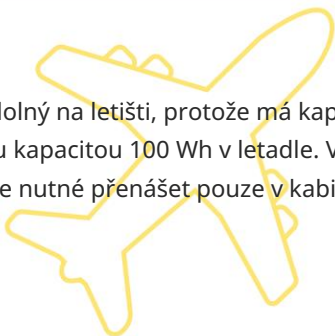 dolný na letišti, protože má kap
u kapacitou 100 Wh v letadle. V
e nutné přenášet pouze v kabi